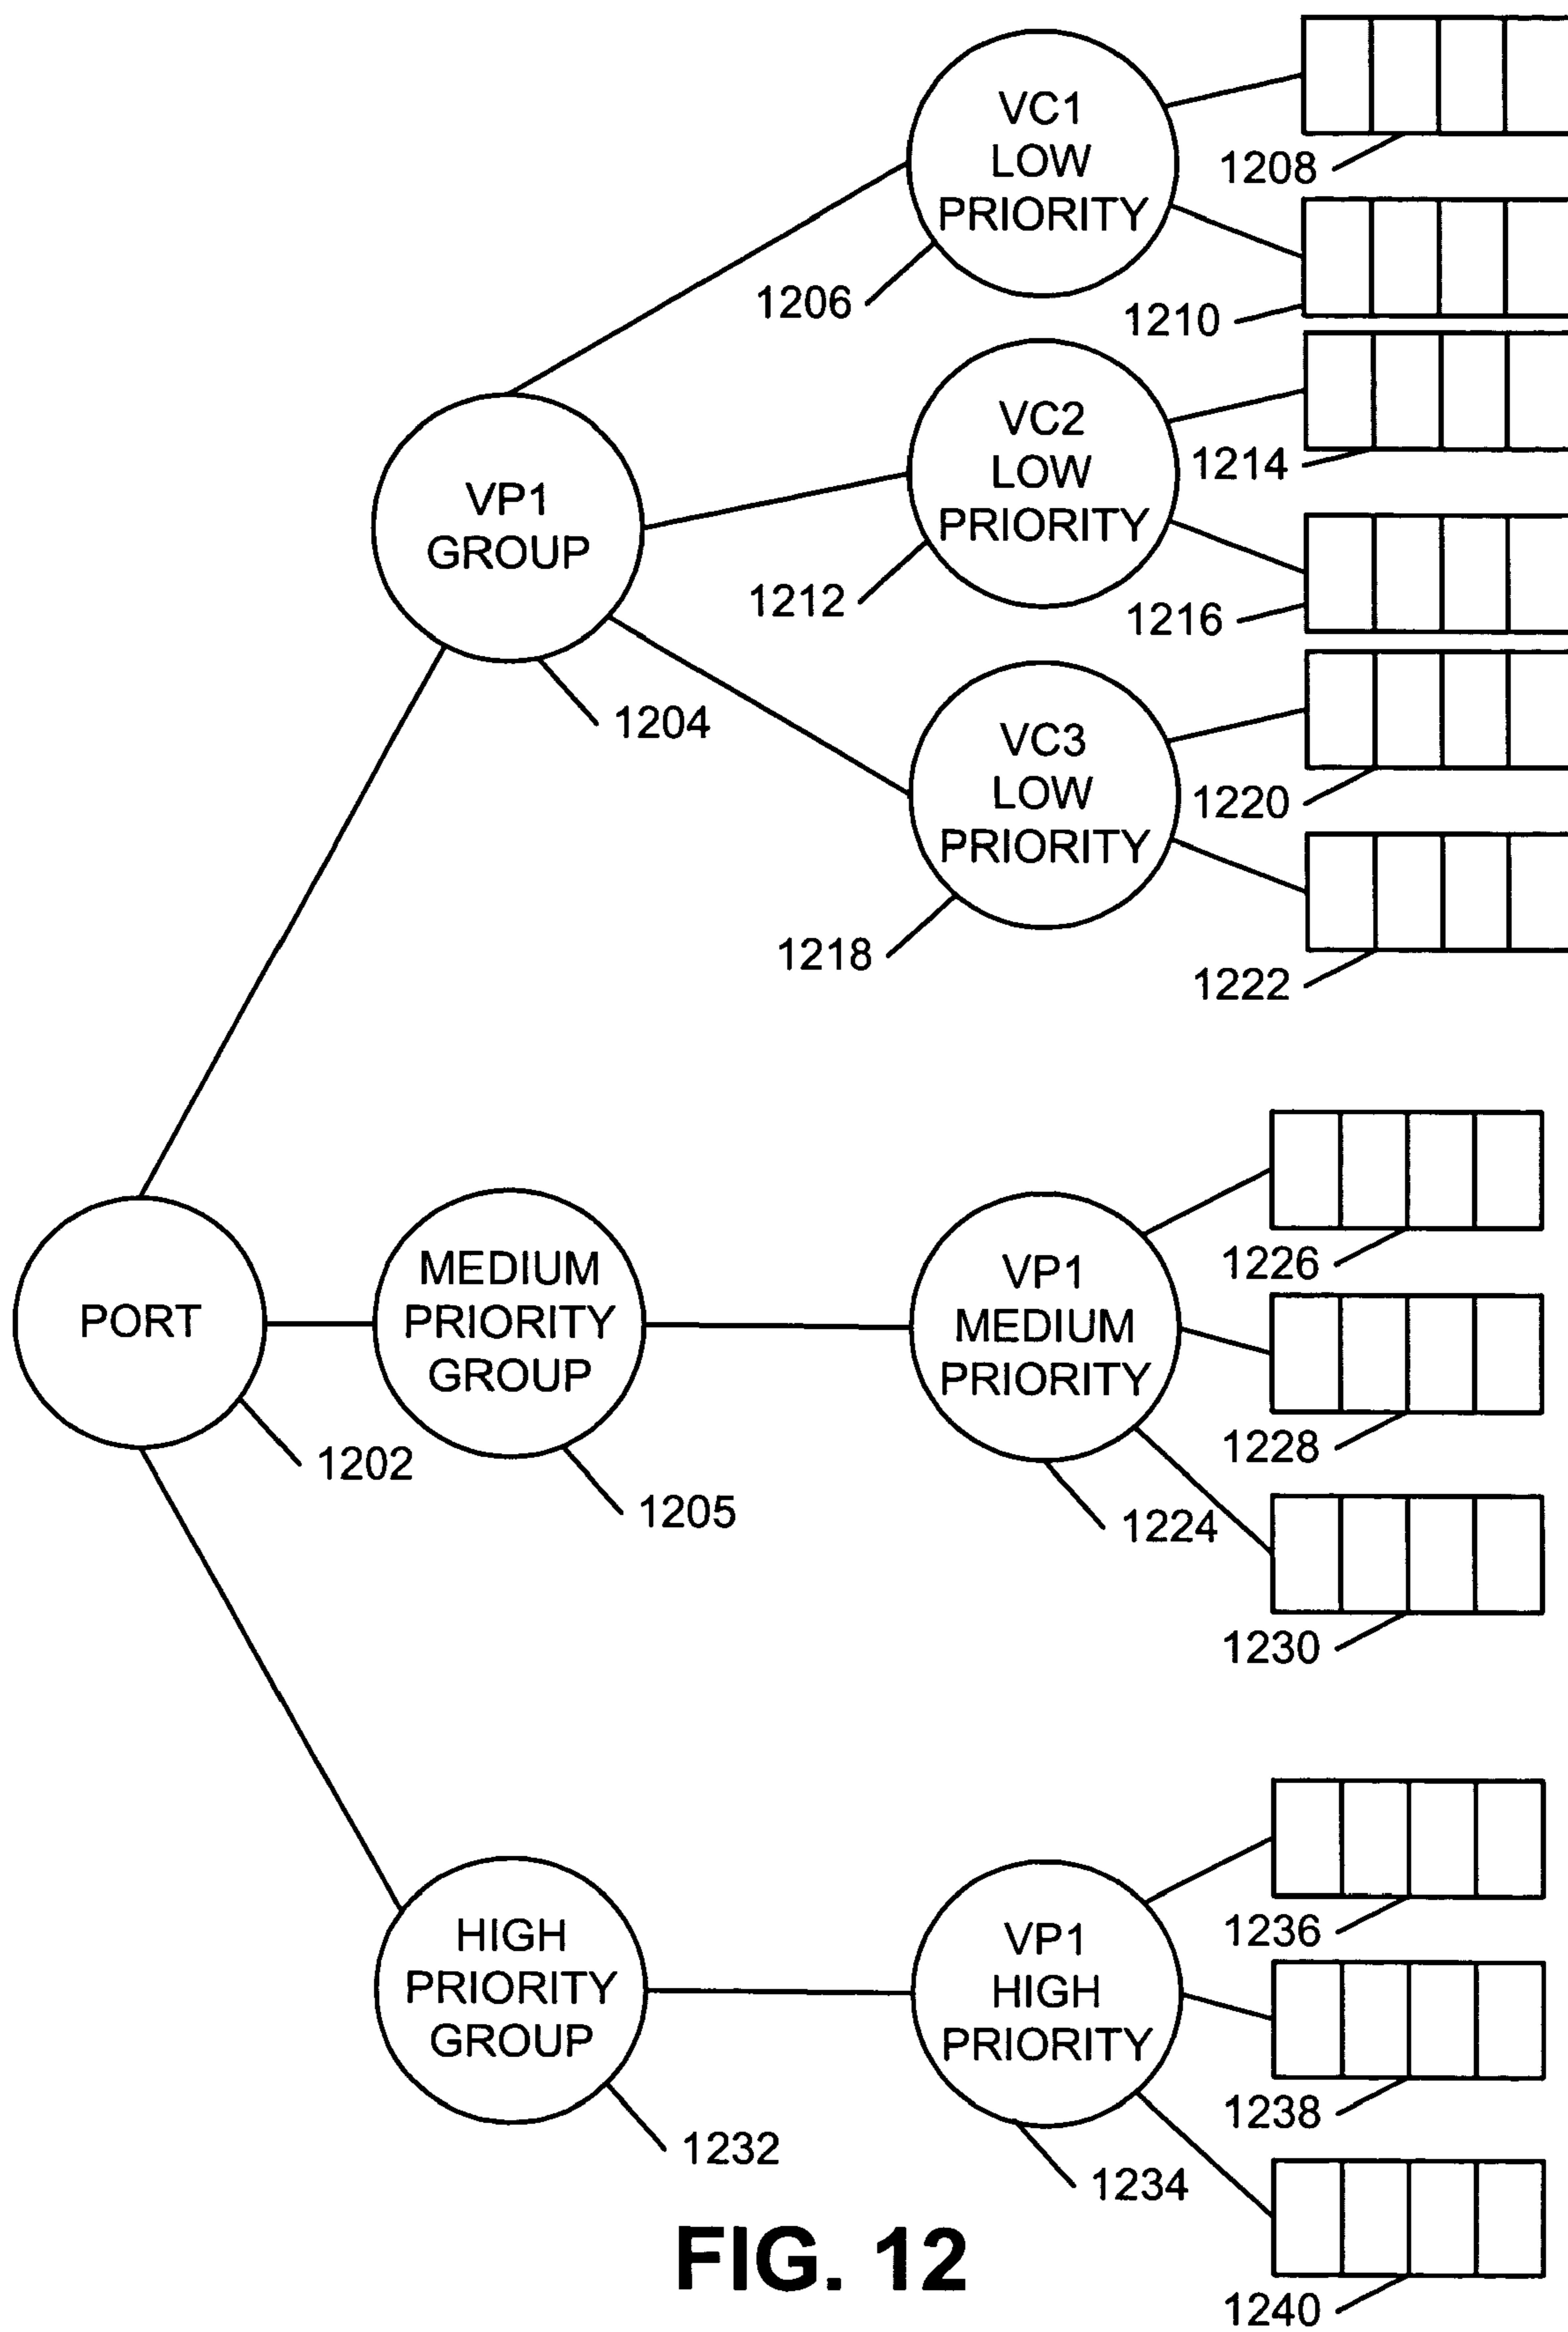 VC1
LOW
PRIORITY
1208
1206
1210
VC2
LOW
PRIORITY
1214
VP1
GROUP
1212
1216
1204
VC3
LOW
PRIORITY
1220
1218
1222
PORT
1202
MEDIUM
PRIORITY
GROUP
1205
VP1
MEDIUM
PRIORITY
1224
1226
1228
1230
HIGH
PRIORITY
GROUP
1232
VP1
HIGH
PRIORITY
1234
1236
1238
1240
FIG. 12